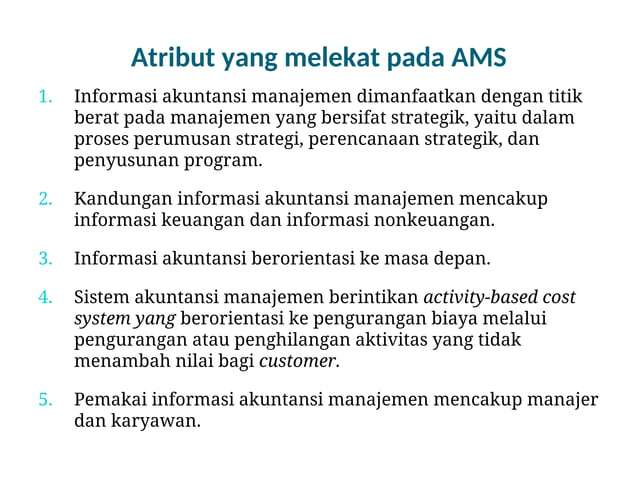 Atribut yang melekat pada AMS
1. Informasi akuntansi manajemen dimanfaatkan dengan titik
berat pada manajemen yang bersifat strategik, yaitu dalam
proses perumusan strategi, perencanaan strategik, dan
penyusunan program.
2. Kandungan informasi akuntansi manajemen mencakup
informasi keuangan dan informasi nonkeuangan.
3. Informasi akuntansi berorientasi ke masa depan.
4. Sistem akuntansi manajemen berintikan activity-based cost
system yang berorientasi ke pengurangan biaya melalui
pengurangan atau penghilangan aktivitas yang tidak
menambah nilai bagi customer.
5. Pemakai informasi akuntansi manajemen mencakup manajer
dan karyawan.